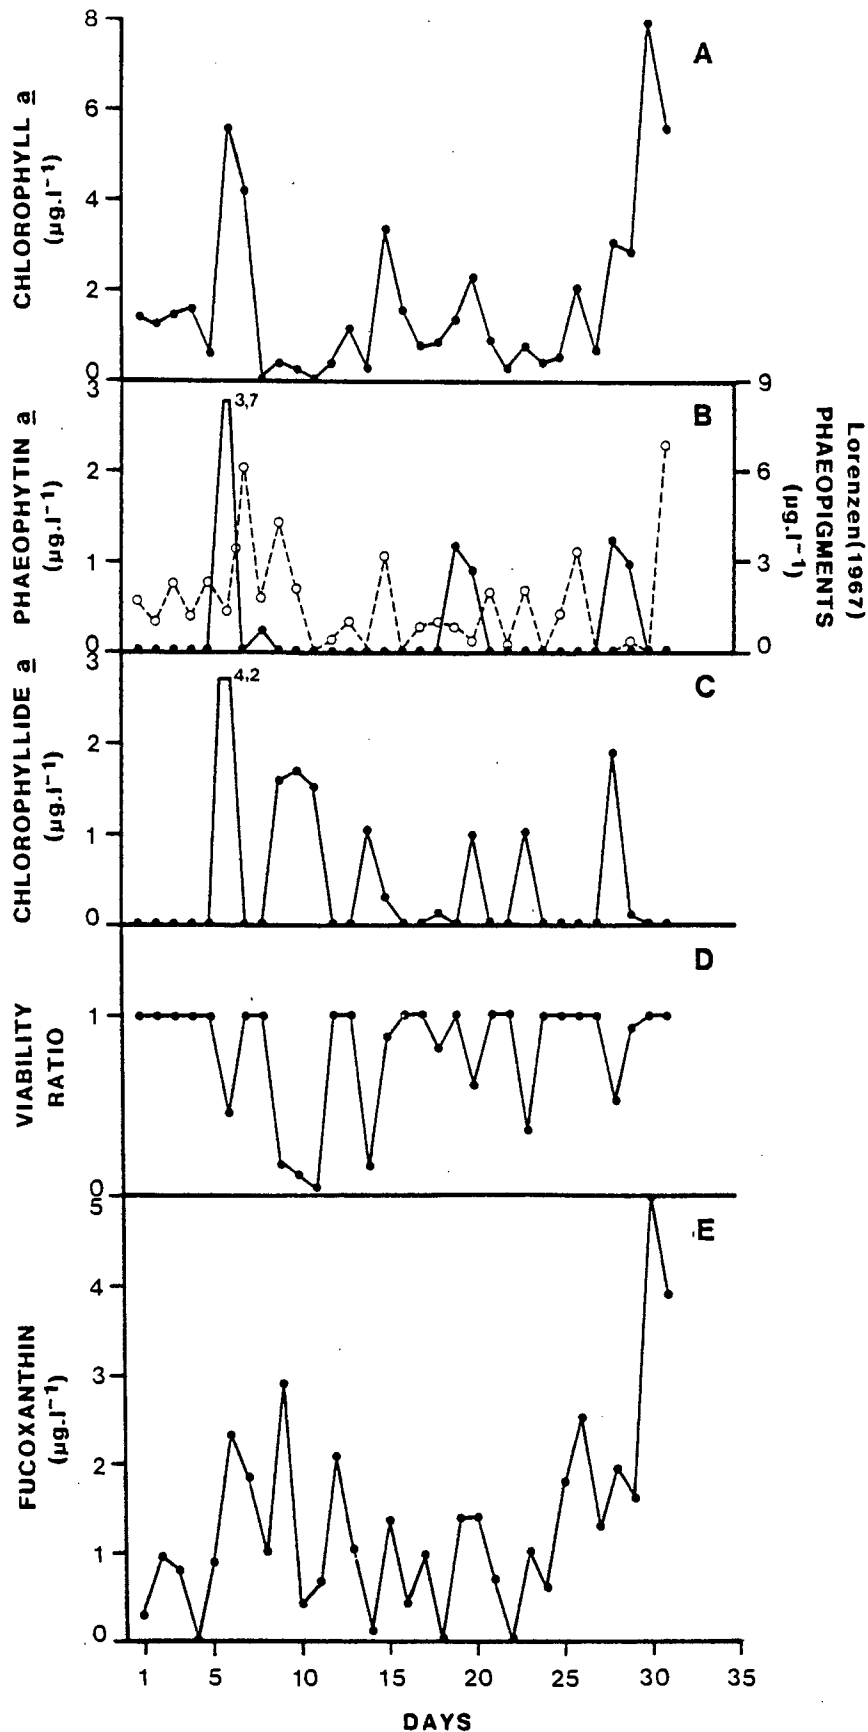 8
6
4
2
0
CHLOROPHYLL a
(µg.l⁻¹)
A
3
2
1
0
PHAEOPHYTIN a
(µg.l⁻¹)
3,7
B
9
6
3
0
Lorenzen(1967)
PHAEOPIGMENTS
(µg.l⁻¹)
3
2
1
0
CHLOROPHYLLIDE a
(µg.l⁻¹)
4,2
C
1
0
VIABILITY
RATIO
D
5
4
3
2
1
0
FUCOXANTHIN
(µg.l⁻¹)
E
1 5 10 15 20 25 30 35
DAYS